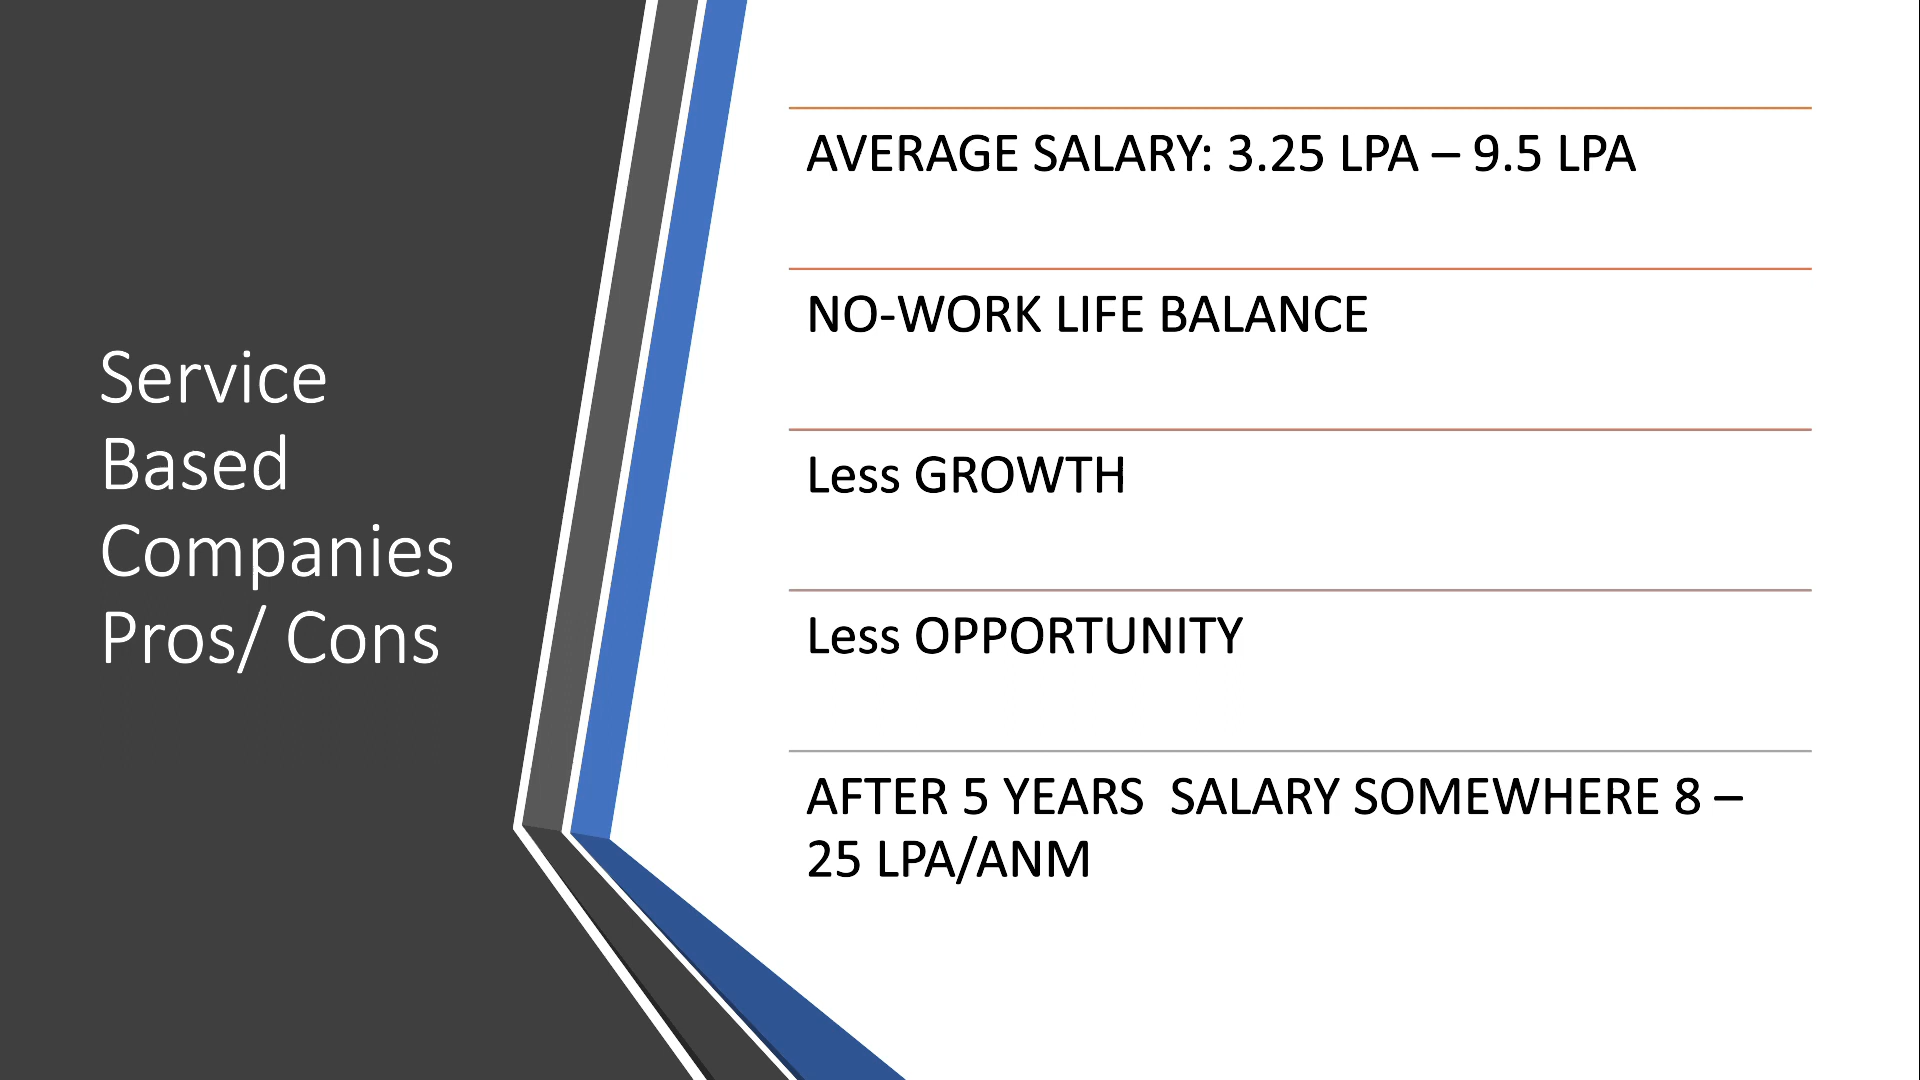 Service
Based
Companies
Pros/ Cons
AVERAGE SALARY: 3.25 LPA – 9.5 LPA
NO-WORK LIFE BALANCE
Less GROWTH
Less OPPORTUNITY
AFTER 5 YEARS  SALARY SOMEWHERE 8 –
25 LPA/ANM